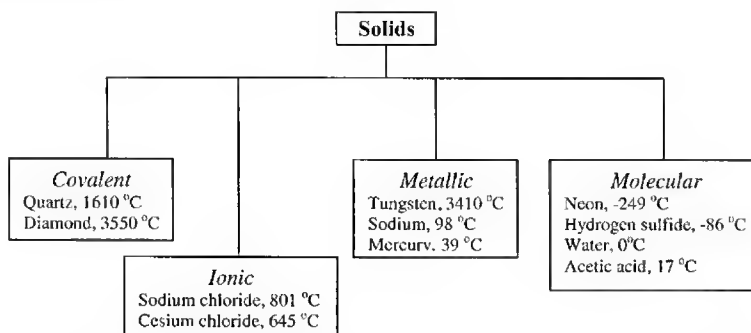 Solids
Covalent
Quartz, 1610 °C
Diamond, 3550 °C
Ionic
Sodium chloride, 801 °C
Cesium chloride, 645 °C
Metallic
Tungsten, 3410 °C
Sodium, 98 °C
Mercury, 39 °C
Molecular
Neon, -249 °C
Hydrogen sulfide, -86 °C
Water, 0°C
Acetic acid, 17 °C